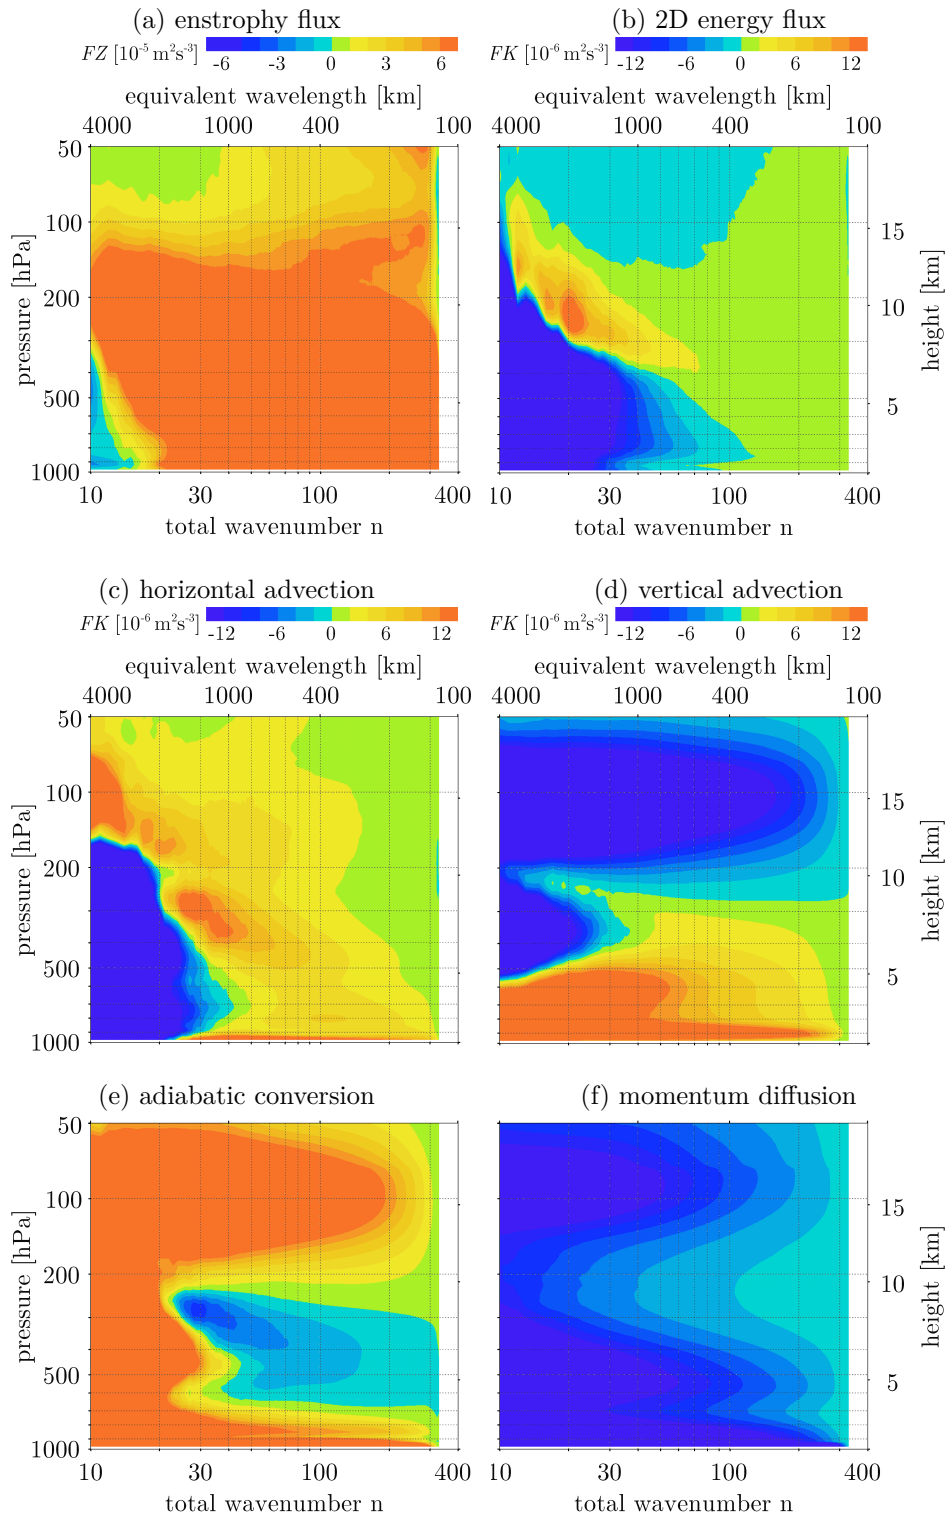 (a) enstrophy flux
(b) 2D energy flux
FZ [10-5 m2s-3]
-6 -3 0 3 6
FK [10-6 m2s-3]
-12 -6 0 6 12
equivalent wavelength [km]
equivalent wavelength [km]
4000 1000 400 100
4000 1000 400 100
pressure [hPa]
50
100
200
500
1000
15
10
5
height [km]
10 30 100 400
10 30 100 400
total wavenumber n
total wavenumber n
(c) horizontal advection
(d) vertical advection
FK [10-6 m2s-3]
-12 -6 0 6 12
FK [10-6 m2s-3]
-12 -6 0 6 12
equivalent wavelength [km]
equivalent wavelength [km]
4000 1000 400 100
4000 1000 400 100
pressure [hPa]
50
100
200
500
1000
15
10
5
height [km]
(e) adiabatic conversion
(f) momentum diffusion
pressure [hPa]
50
100
200
500
1000
15
10
5
height [km]
10 30 100 400
10 30 100 400
total wavenumber n
total wavenumber n